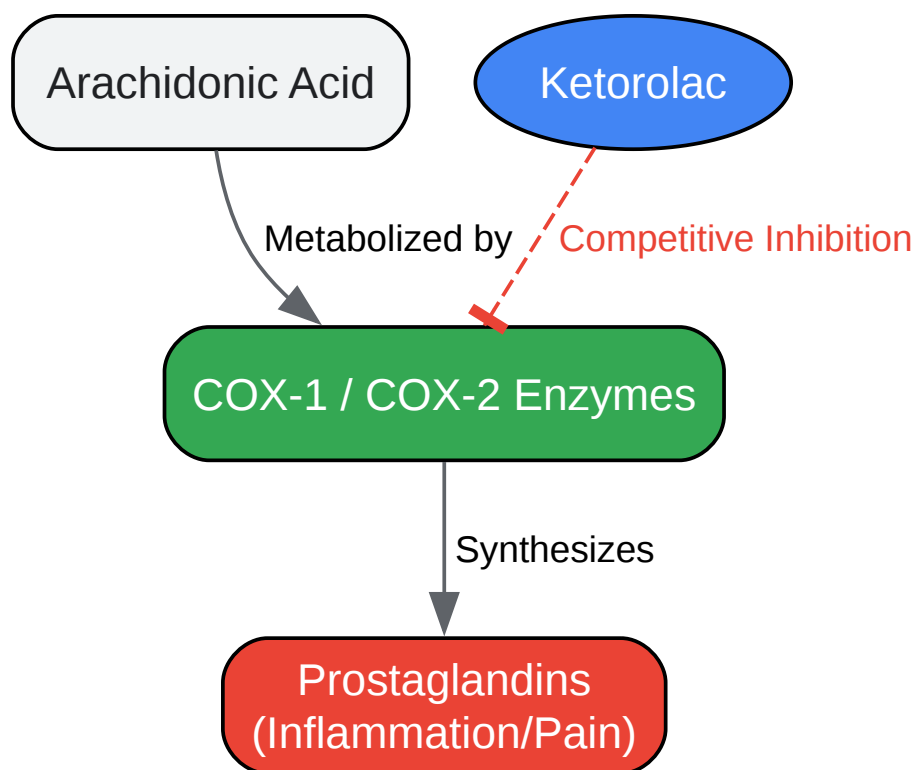 Arachidonic Acid
Ketorolac
Metabolized by
Competitive Inhibition
COX-1 / COX-2 Enzymes
Synthesizes
Prostaglandins
(Inflammation/Pain)